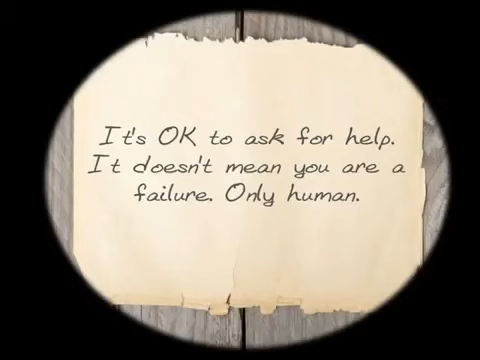 It's OK to ask for help.
It doesn't mean you are a
failure. Only human.